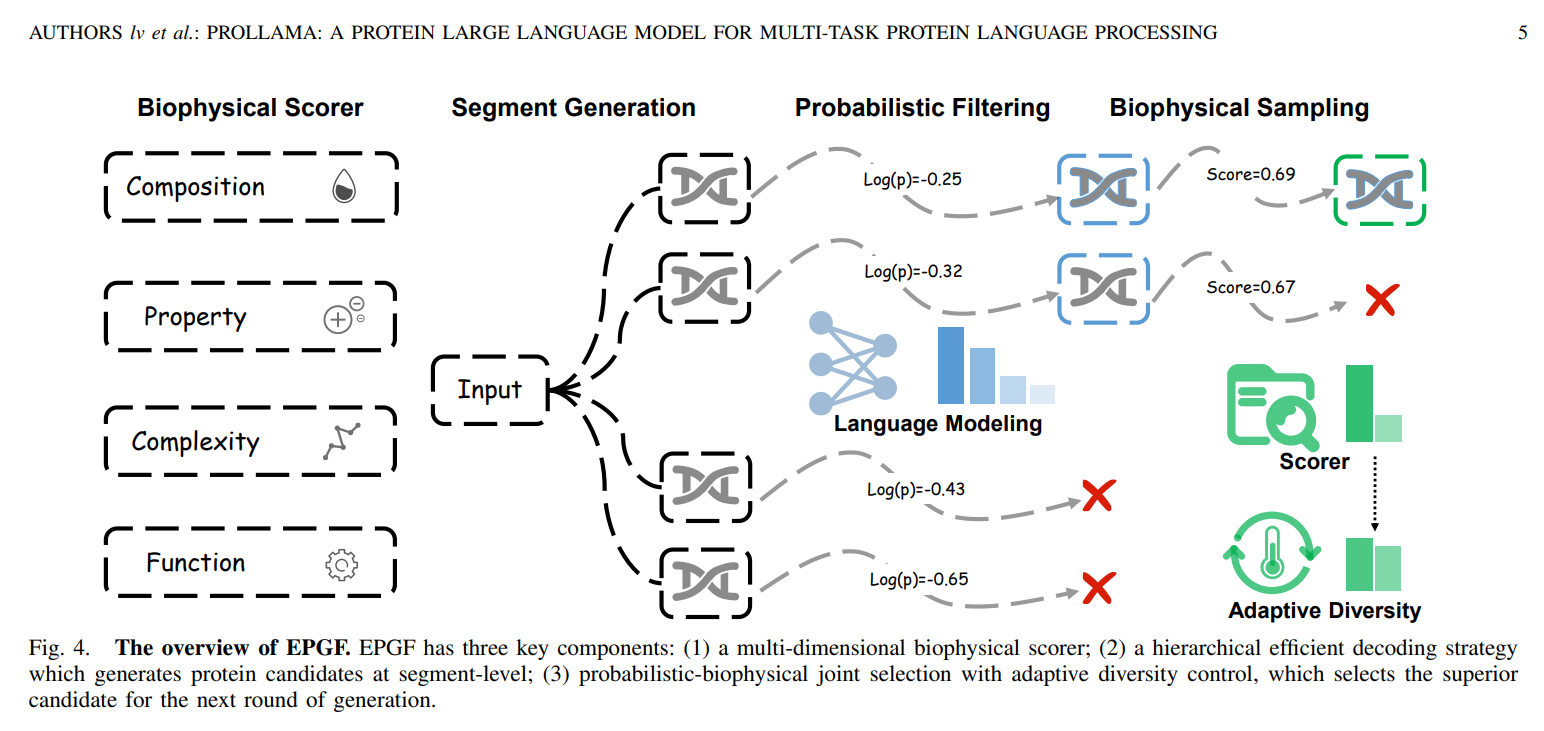 AUTHORS lv et al.: PROLLAMA: A PROTEIN LARGE LANGUAGE MODEL FOR MULTI-TASK PROTEIN LANGUAGE PROCESSING 5
Biophysical Scorer
Composition
Property
Complexity
Function
Segment Generation
Input
Probabilistic Filtering
Log(p)=-0.25
Log(p)=-0.32
Language Modeling
Log(p)=-0.43
Log(p)=-0.65
Biophysical Sampling
Score=0.69
Score=0.67
Scorer
Adaptive Diversity
Fig. 4. The overview of EPGF. EPGF has three key components: (1) a multi-dimensional biophysical scorer; (2) a hierarchical efficient decoding strategy
which generates protein candidates at segment-level; (3) probabilistic-biophysical joint selection with adaptive diversity control, which selects the superior
candidate for the next round of generation.